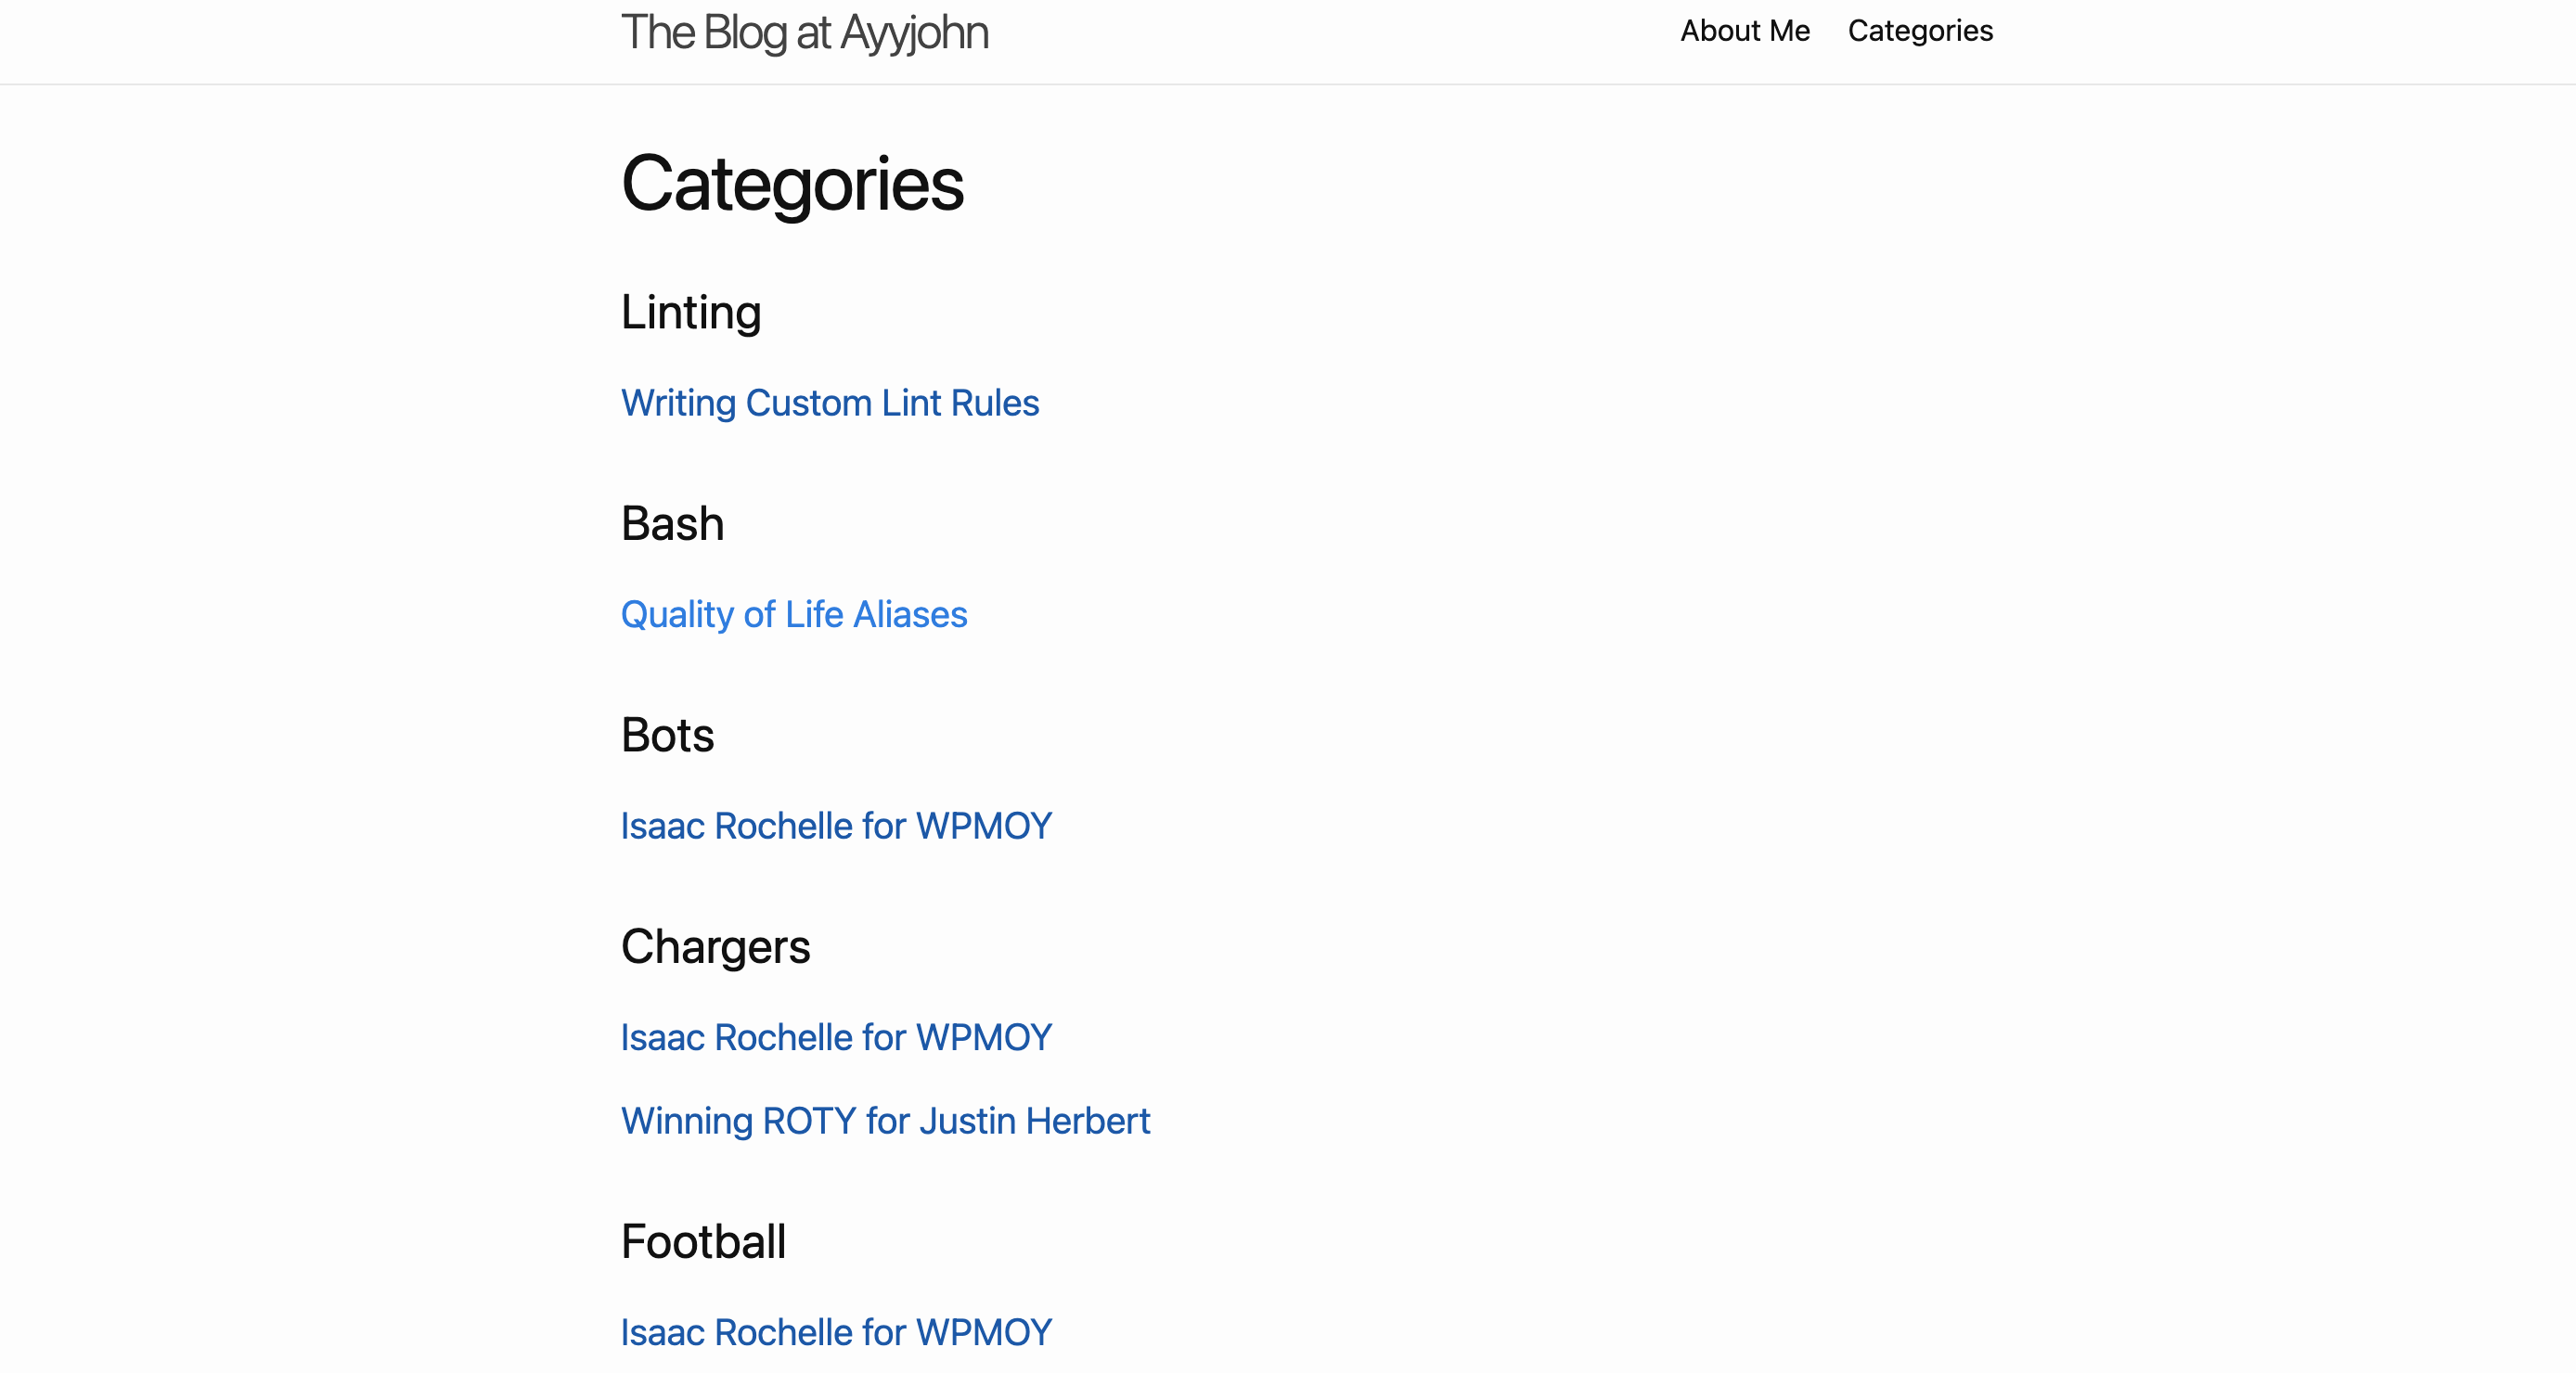 The Blog at Ayyjohn
About Me
Categories
Categories
Linting
Writing Custom Lint Rules
Bash
Quality of Life Aliases
Bots
Isaac Rochelle for WPMOY
Chargers
Isaac Rochelle for WPMOY
Winning ROTY for Justin Herbert
Football
Isaac Rochelle for WPMOY